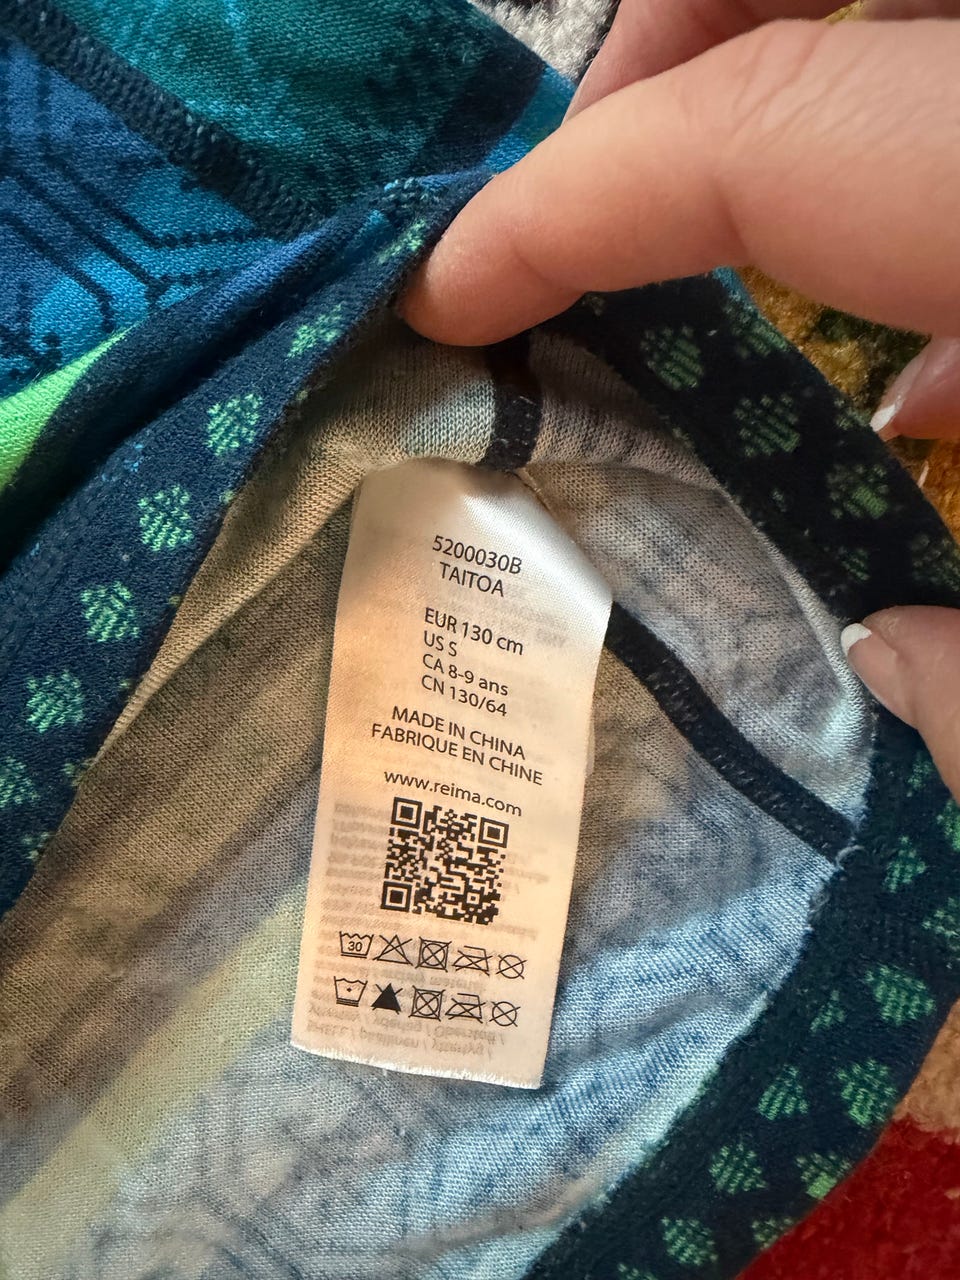 5200030B
TAITOA
EUR 130 cm
US S
CA 8-9 ans
CN 130/64
MADE IN CHINA
FABRIQUE EN CHINE
www.reima.com
30